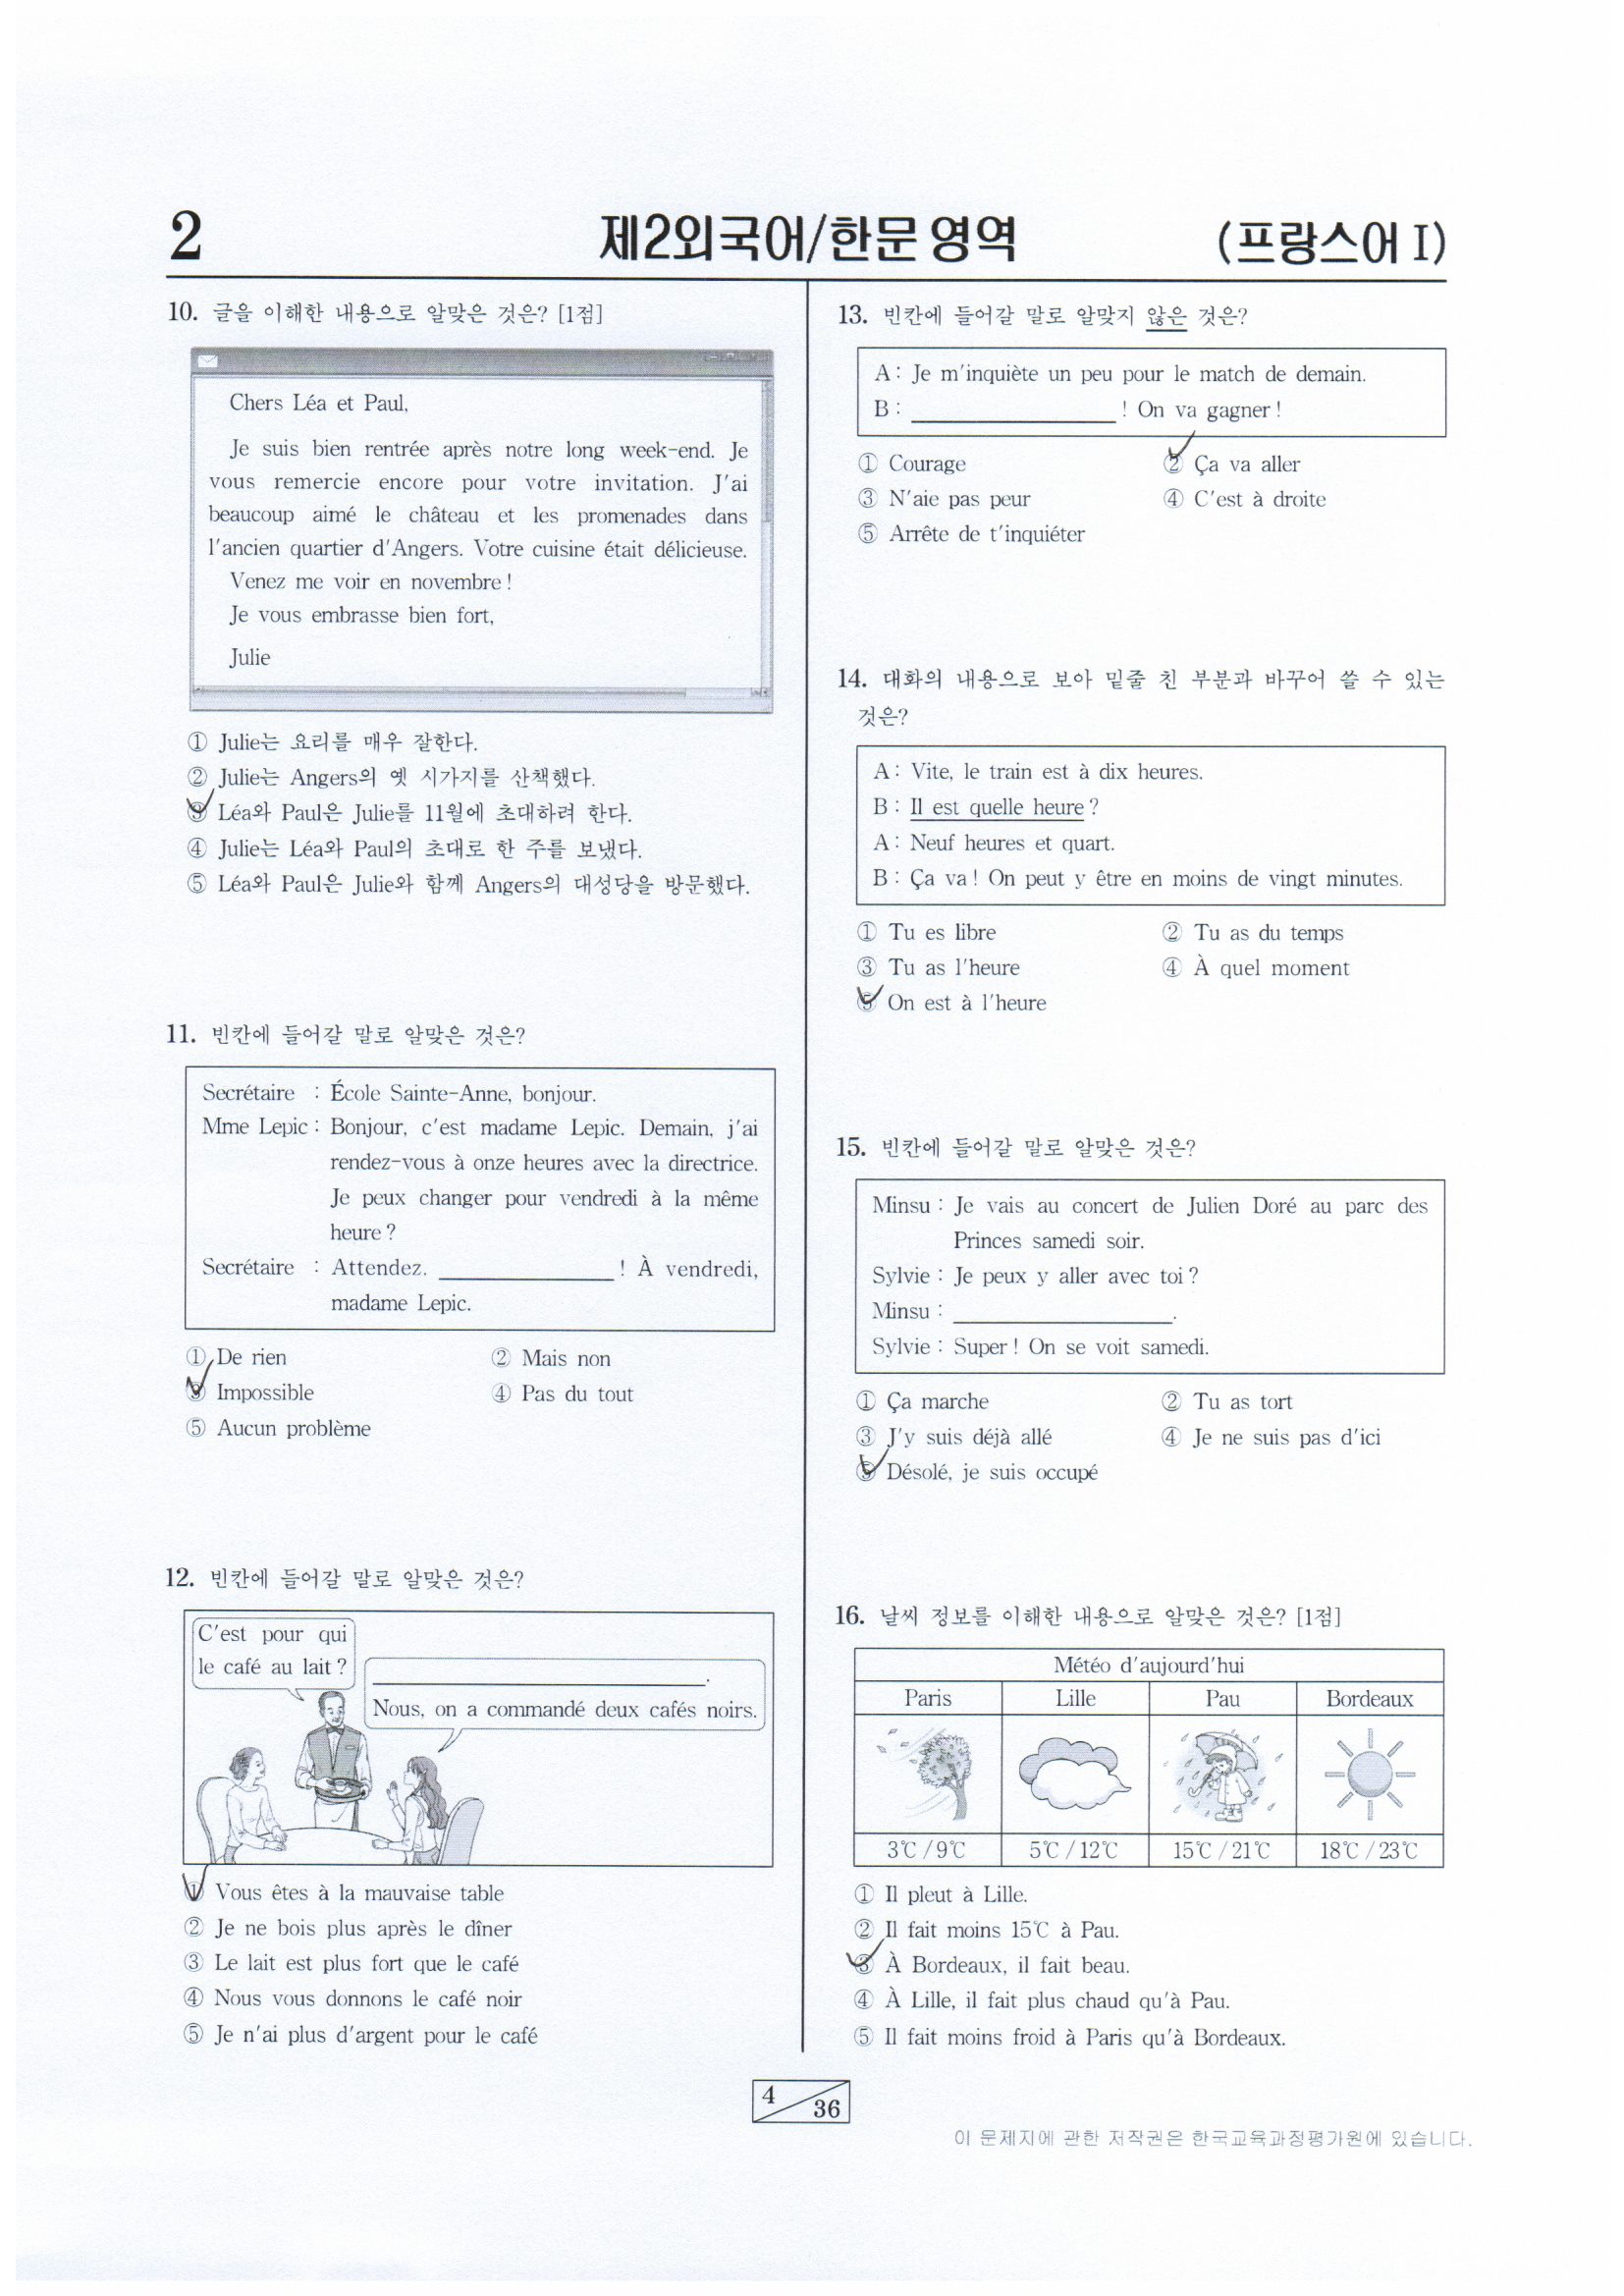 2
제2외국어/한문 영역
(프랑스어 I)
10. 글을 이해한 내용으로 알맞은 것은? [1점]
Chers Léa et Paul,
Je suis bien rentrée après notre long week-end. Je
vous remercie encore pour votre invitation. J'ai
beaucoup aimé le château et les promenades dans
l'ancien quartier d'Angers. Votre cuisine était délicieuse.
Venez me voir en novembre !
Je vous embrasse bien fort,
Julie
① Julie는 요리를 매우 잘한다.
② Julie는 Angers의 옛 시가지를 산책했다.
③ Léa와 Paul은 Julie를 11월에 초대하려 한다.
④ Julie는 Léa와 Paul의 초대로 한 주를 보냈다.
⑤ Léa와 Paul은 Julie와 함께 Angers의 대성당을 방문했다.
11. 빈칸에 들어갈 말로 알맞은 것은?
Secrétaire : École Sainte-Anne, bonjour.
Mme Lepic : Bonjour, c'est madame Lepic. Demain, j'ai
rendez-vous à onze heures avec la directrice.
Je peux changer pour vendredi à la même
heure ?
Secrétaire : Attendez. ____________ ! À vendredi,
madame Lepic.
① De rien
② Mais non
③ Impossible
④ Pas du tout
⑤ Aucun problème
12. 빈칸에 들어갈 말로 알맞은 것은?
C'est pour qui
le café au lait ?
____________.
Nous, on a commandé deux cafés noirs.
① Vous êtes à la mauvaise table
② Je ne bois plus après le dîner
③ Le lait est plus fort que le café
④ Nous vous donnons le café noir
⑤ Je n'ai plus d'argent pour le café
13. 빈칸에 들어갈 말로 알맞지 않은 것은?
A : Je m'inquiète un peu pour le match de demain.
B : ____________ ! On va gagner !
① Courage
② Ça va aller
③ N'aie pas peur
④ C'est à droite
⑤ Arrête de t'inquiéter
14. 대화의 내용으로 보아 밑줄 친 부분과 바꾸어 쓸 수 있는
것은?
A : Vite, le train est à dix heures.
B : Il est quelle heure ?
A : Neuf heures et quart.
B : Ça va ! On peut y être en moins de vingt minutes.
① Tu es libre
② Tu as du temps
③ Tu as l'heure
④ À quel moment
⑤ On est à l'heure
15. 빈칸에 들어갈 말로 알맞은 것은?
Minsu : Je vais au concert de Julien Doré au parc des
Princes samedi soir.
Sylvie : Je peux y aller avec toi ?
Minsu : ____________.
Sylvie : Super ! On se voit samedi.
① Ça marche
② Tu as tort
③ J'y suis déjà allé
④ Je ne suis pas d'ici
⑤ Désolé, je suis occupé
16. 날씨 정보를 이해한 내용으로 알맞은 것은? [1점]
Météo d'aujourd'hui
Paris Lille Pau Bordeaux
3℃ / 9℃ 5℃ / 12℃ 15℃ / 21℃ 18℃ / 23℃
① Il pleut à Lille.
② Il fait moins 15℃ à Pau.
③ À Bordeaux, il fait beau.
④ À Lille, il fait plus chaud qu'à Pau.
⑤ Il fait moins froid à Paris qu'à Bordeaux.
4
36
이 문제지에 관한 저작권은 한국교육과정평가원에 있습니다.